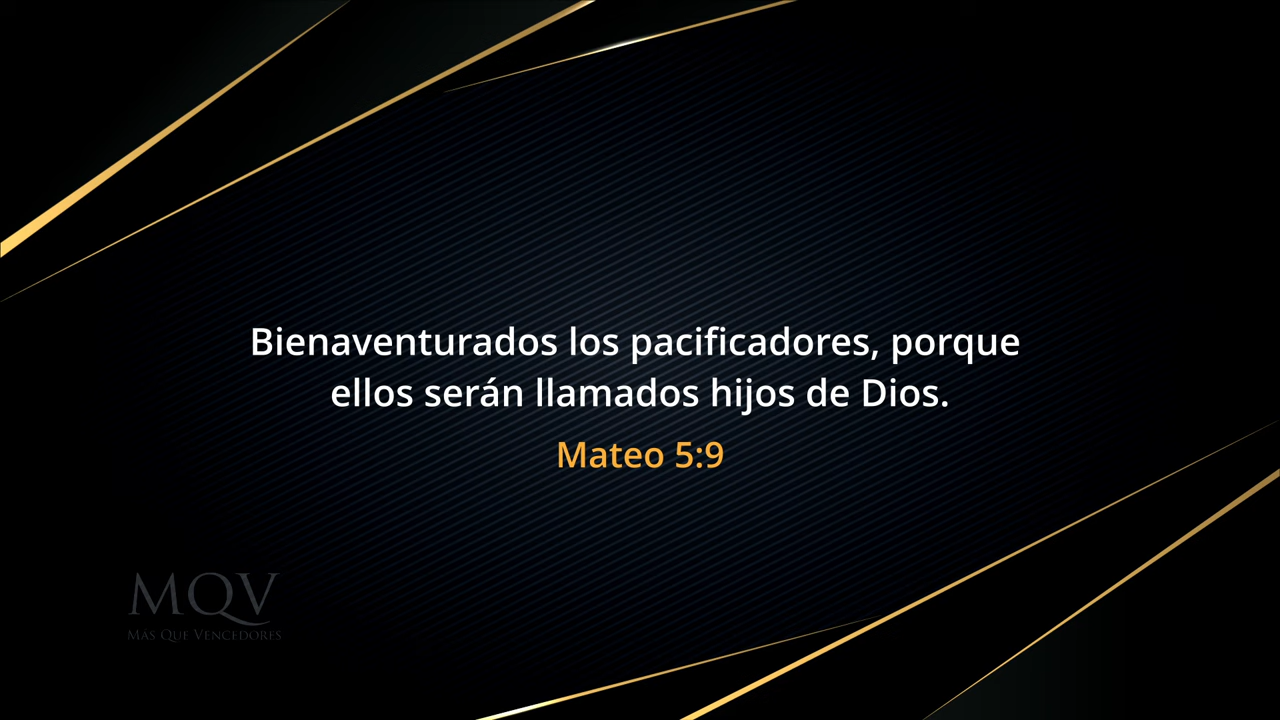 Bienaventurados los pacificadores, porque
ellos serán llamados hijos de Dios.
Mateo 5:9
MQV
Más Que Vencedores